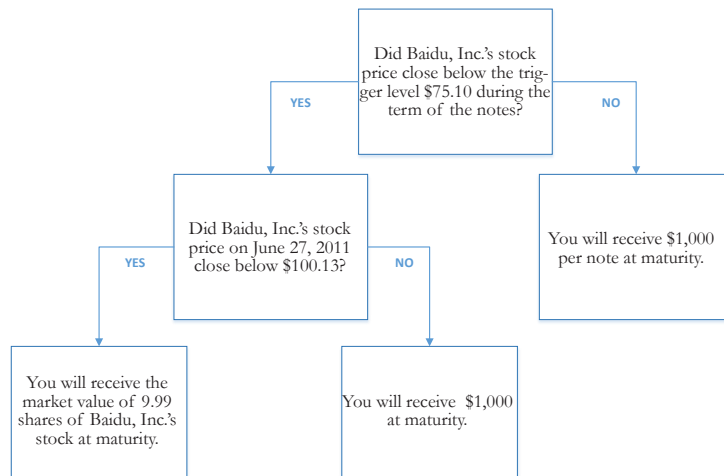 Did Baidu, Inc.'s stock
price close below the trig-
ger level $75.10 during the
term of the notes?
YES
NO
Did Baidu, Inc.'s stock
price on June 27, 2011
close below $100.13?
You will receive $1,000
per note at maturity.
YES
NO
You will receive the
market value of 9.99
shares of Baidu, Inc.'s
stock at maturity.
You will receive $1,000
at maturity.